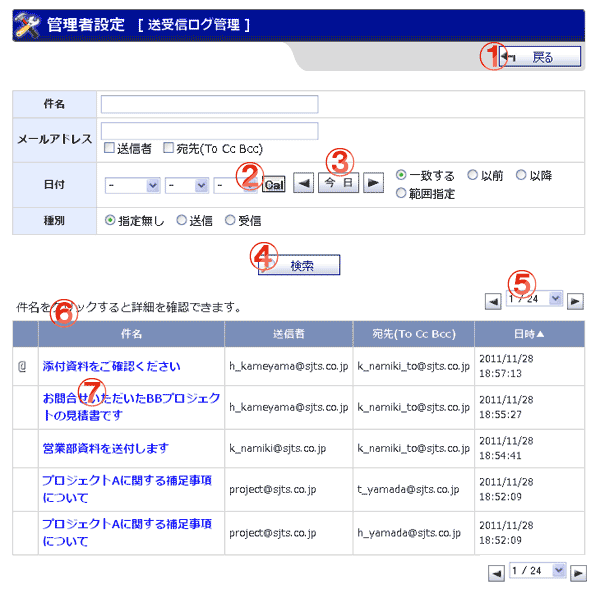 管理者設定 [ 送受信ログ管理 ]
① 戻る
件名
メールアドレス
送信者 宛先(To Cc Bcc)
② ③
日付 - - - Cal 今 日 一致する 以前 以降
範囲指定
種別 指定無し 送信 受信
④ 検索
⑤ 1 / 24
件名をクリックすると詳細を確認できます。
⑥
件名 送信者 宛先(To Cc Bcc) 日時▲
添付資料をご確認ください h_kameyama@sjts.co.jp k_namiki_to@sjts.co.jp 2011/11/28
18:57:13
⑦
お問合せいただいたBBプロジェク
トの見積書です h_kameyama@sjts.co.jp k_namiki_to@sjts.co.jp 2011/11/28
18:55:27
営業部資料を送付します k_namiki@sjts.co.jp k_namiki_to@sjts.co.jp 2011/11/28
18:54:41
プロジェクトAに関する補足事項
について project@sjts.co.jp t_yamada@sjts.co.jp 2011/11/28
18:52:09
プロジェクトAに関する補足事項
について project@sjts.co.jp h_yamada@sjts.co.jp 2011/11/28
18:52:09
1 / 24